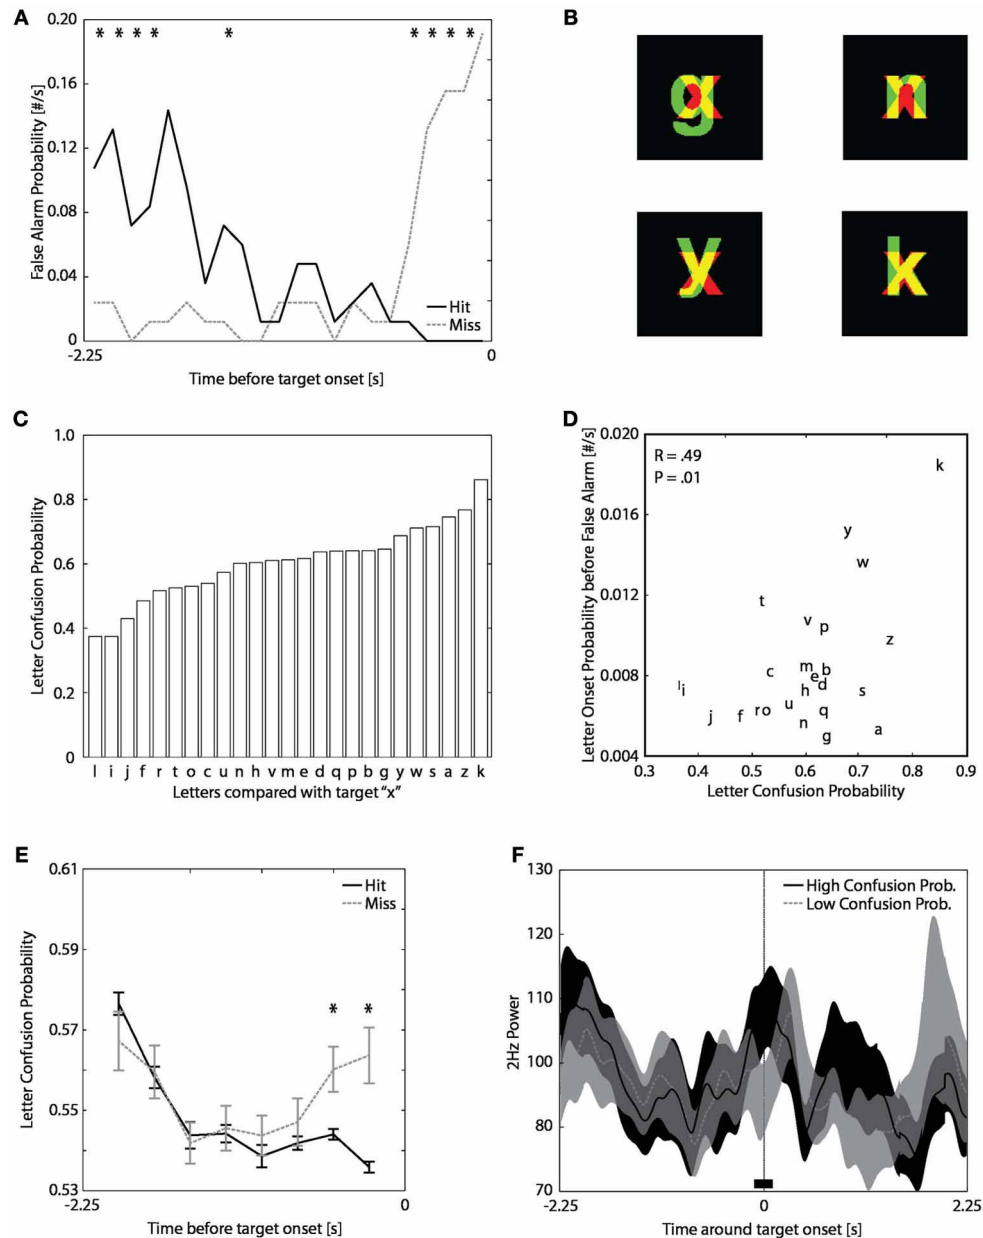 A
False Alarm Probability [#/s]
0.20
0.16
0.12
0.08
0.04
0
* * * * * * * * *
Hit
Miss
-2.25
0
Time before target onset [s]
B
g x
n x
y x
k x
C
Letter Confusion Probability
1.0
0.8
0.6
0.4
0.2
0
l i j f r t o c u n h v m e d q p b g y w s a z k
Letters compared with target "x"
D
Letter Onset Probability before False Alarm [#/s]
0.020
0.016
0.012
0.008
0.004
R = .49
P = .01
k
y
w
t
v
p
z
m
b
c
e
d
l i
h
s
u
j f r o
q
n
a
g
0.3 0.4 0.5 0.6 0.7 0.8 0.9
Letter Confusion Probability
E
Letter Confusion Probability
0.61
0.59
0.57
0.55
0.53
Hit
Miss
* *
-2.25
0
Time before target onset [s]
F
2Hz Power
130
120
110
100
90
80
70
High Confusion Prob.
Low Confusion Prob.
-2.25
0
2.25
Time around target onset [s]